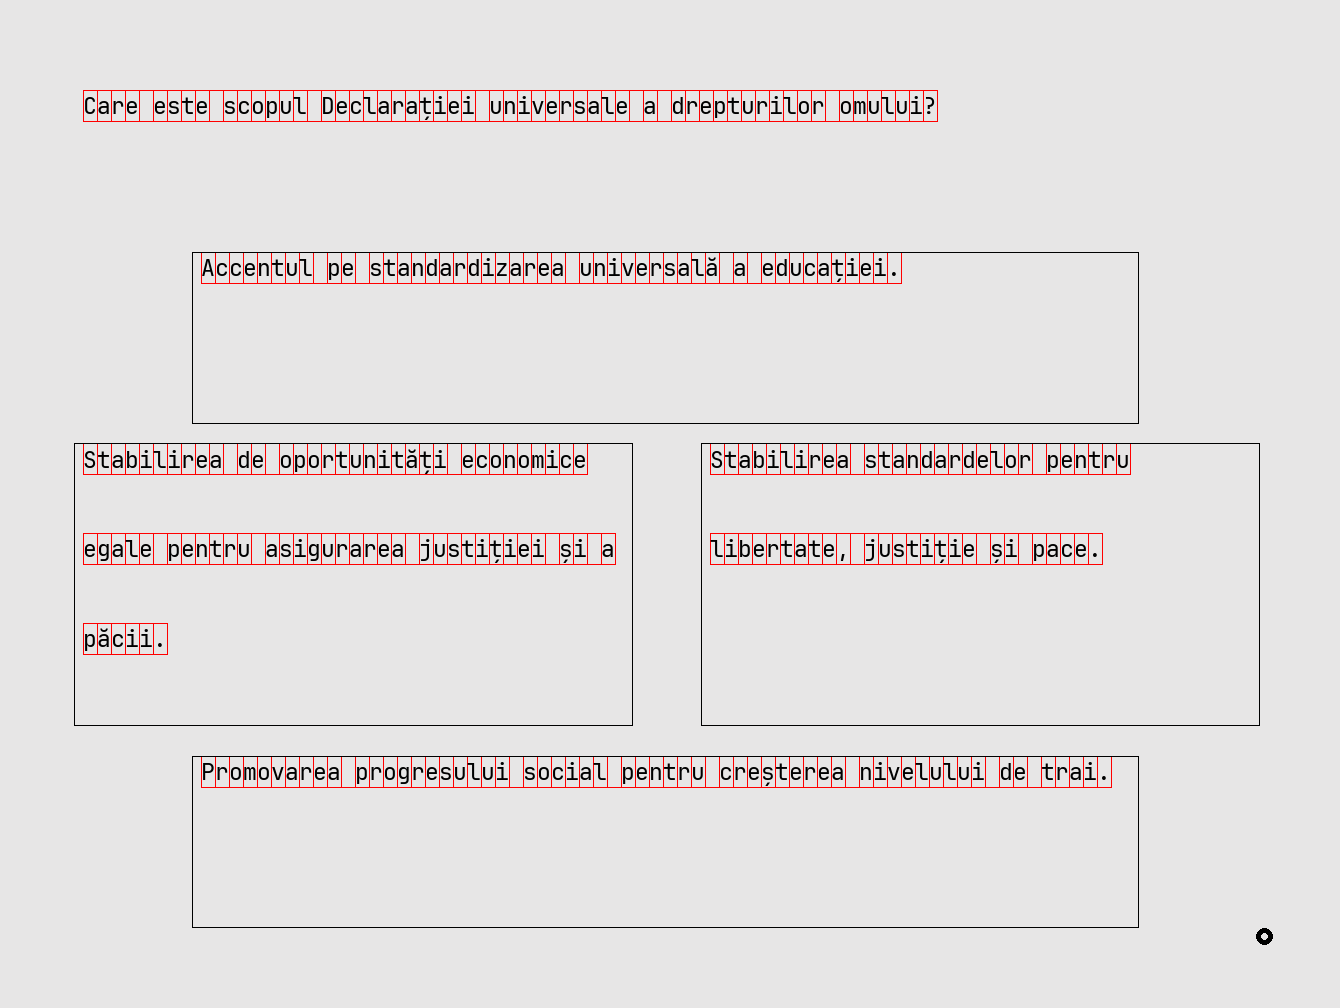 Care este scopul Declarației universale a drepturilor omului?
Accentul pe standardizarea universală a educației.
Stabilirea de oportunități economice
egale pentru asigurarea justiției și a
păcii.
Stabilirea standardelor pentru
libertate, justiție și pace.
Promovarea progresului social pentru creșterea nivelului de trai.